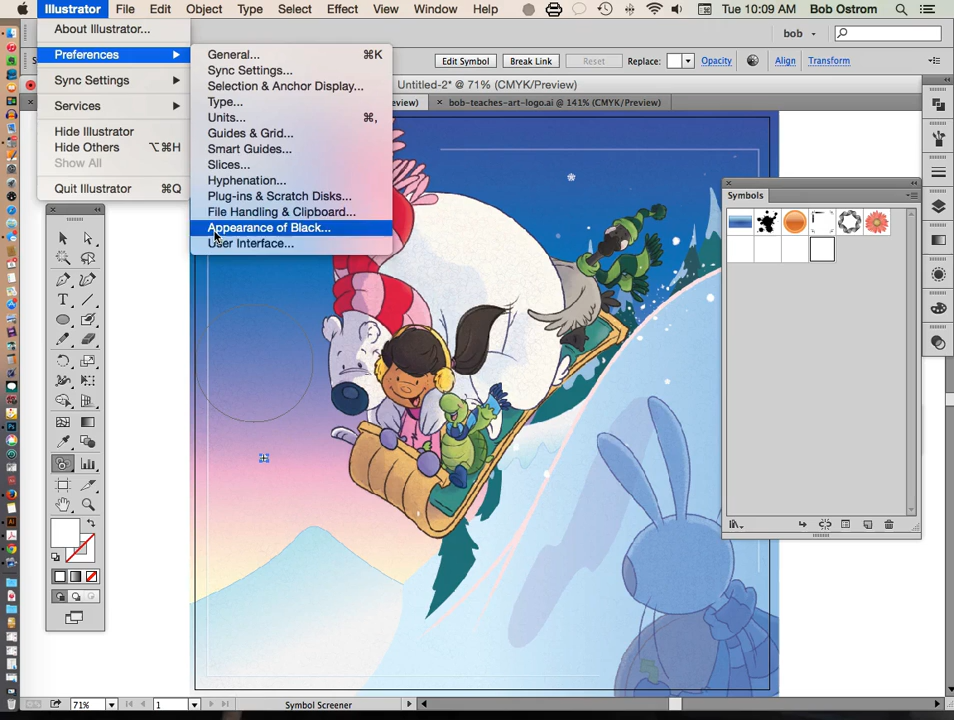 Illustrator File Edit Object Type Select Effect View Window Help Tue 10:09 AM Bob Ostrom
About Illustrator...
Preferences
Sync Settings
Services
Hide Illustrator
Hide Others ⌥⌘H
Show All
Quit Illustrator ⌘Q
General... ⌘K
Sync Settings...
Selection & Anchor Display...
Type...
Units... ⌘,
Guides & Grid...
Smart Guides...
Slices...
Hyphenation...
Plug-ins & Scratch Disks...
File Handling & Clipboard...
Appearance of Black...
User Interface...
bob
Edit Symbol Break Link Reset Replace: Opacity Align Transform
Untitled-2* @ 71% (CMYK/Preview)
bob-teaches-art-logo.ai @ 141% (CMYK/Preview)
Symbols
71% 1 Symbol Screener